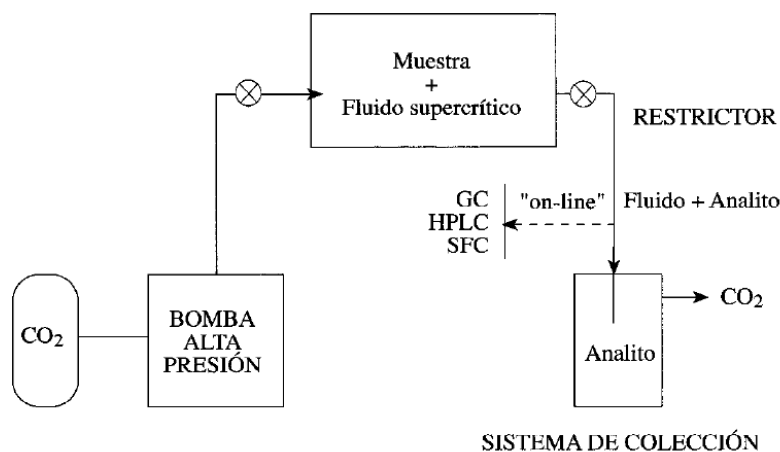 Muestra
+
Fluido supercrítico
RESTRICTOR
GC
HPLC
SFC
"on-line"
Fluido + Analito
CO₂
BOMBA
ALTA
PRESIÓN
Analito
CO₂
SISTEMA DE COLECCIÓN